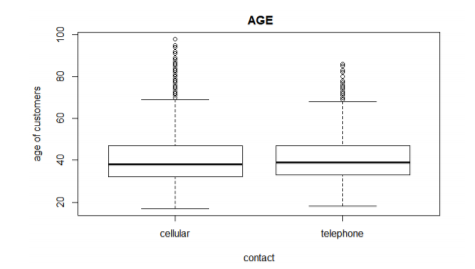 AGE
100
80
60
40
20
age of customers
cellular telephone
contact